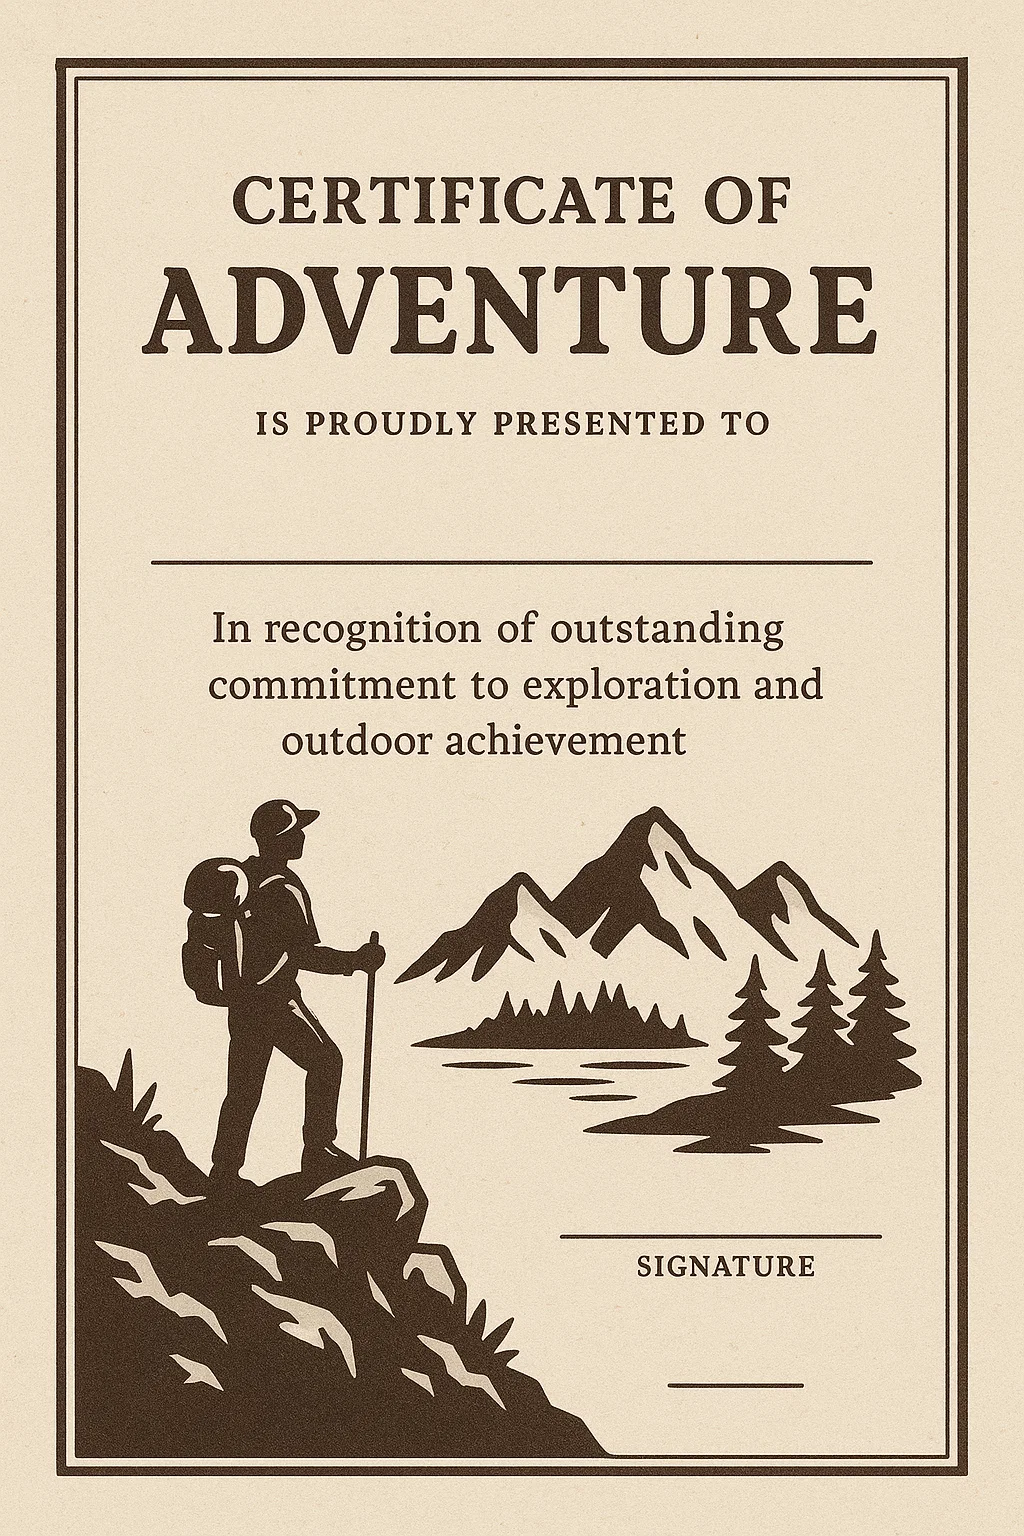 CERTIFICATE OF
ADVENTURE
IS PROUDLY PRESENTED TO
In recognition of outstanding
commitment to exploration and
outdoor achievement
SIGNATURE